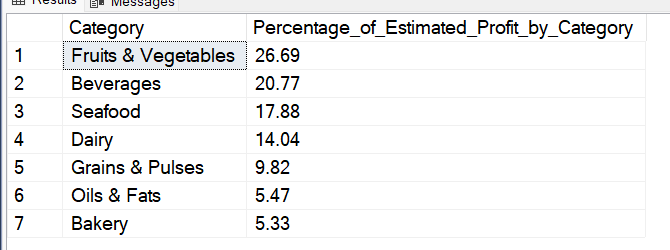 Results Messages
Category Percentage_of_Estimated_Profit_by_Category
1 Fruits & Vegetables 26.69
2 Beverages 20.77
3 Seafood 17.88
4 Dairy 14.04
5 Grains & Pulses 9.82
6 Oils & Fats 5.47
7 Bakery 5.33